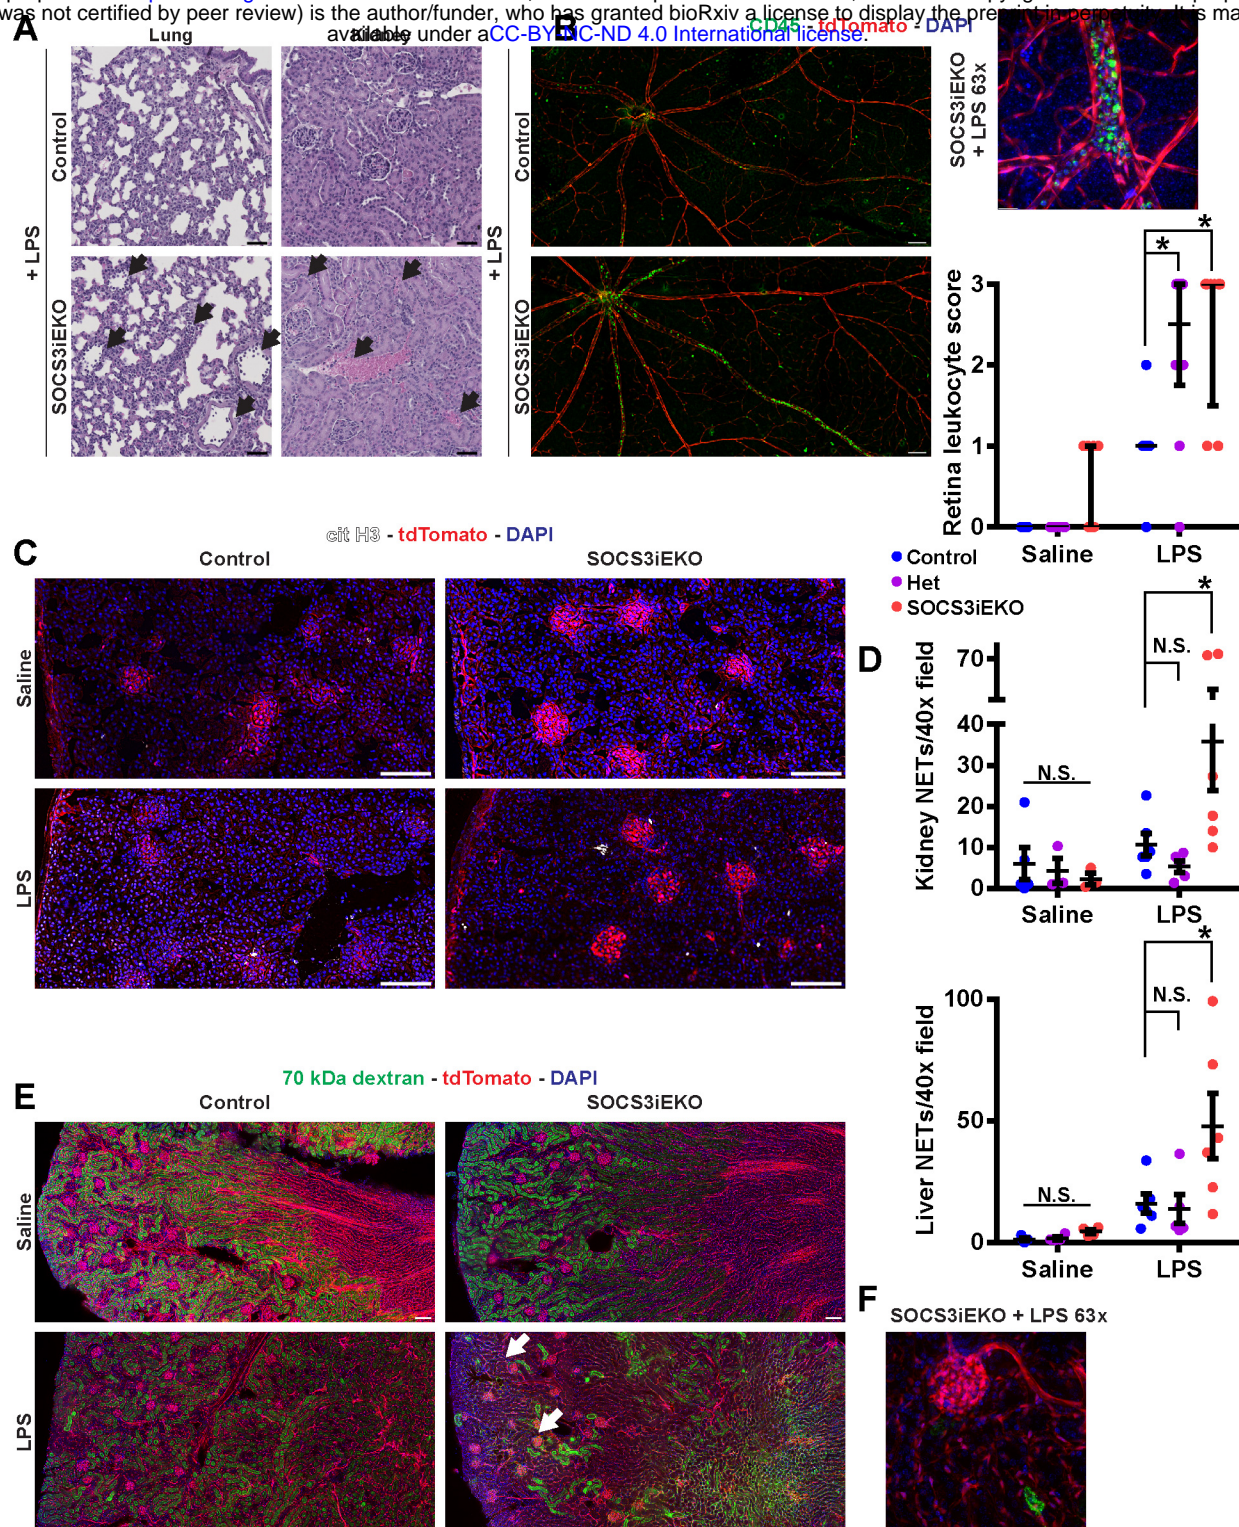 was not certified by peer review) is the author/funder, who has granted bioRxiv a license to display the preprint in perpetuity. It is ma
available under aCC-BY-NC-ND 4.0 International license.
A
Lung
Kidney
B
CD45 - tdTomato - DAPI
+ LPS
Control
SOCS3iEKO
+ LPS
Control
SOCS3iEKO
SOCS3iEKO
+ LPS 63x
Retina leukocyte score
3
2
1
0
*
*
Saline
LPS
Control
Het
SOCS3iEKO
C
cit H3 - tdTomato - DAPI
Control
SOCS3iEKO
Saline
LPS
D
Kidney NETs/40x field
70
40
30
20
10
0
N.S.
N.S.
*
Saline
LPS
Liver NETs/40x field
100
50
0
N.S.
N.S.
*
Saline
LPS
E
70 kDa dextran - tdTomato - DAPI
Control
SOCS3iEKO
Saline
LPS
F
SOCS3iEKO + LPS 63x